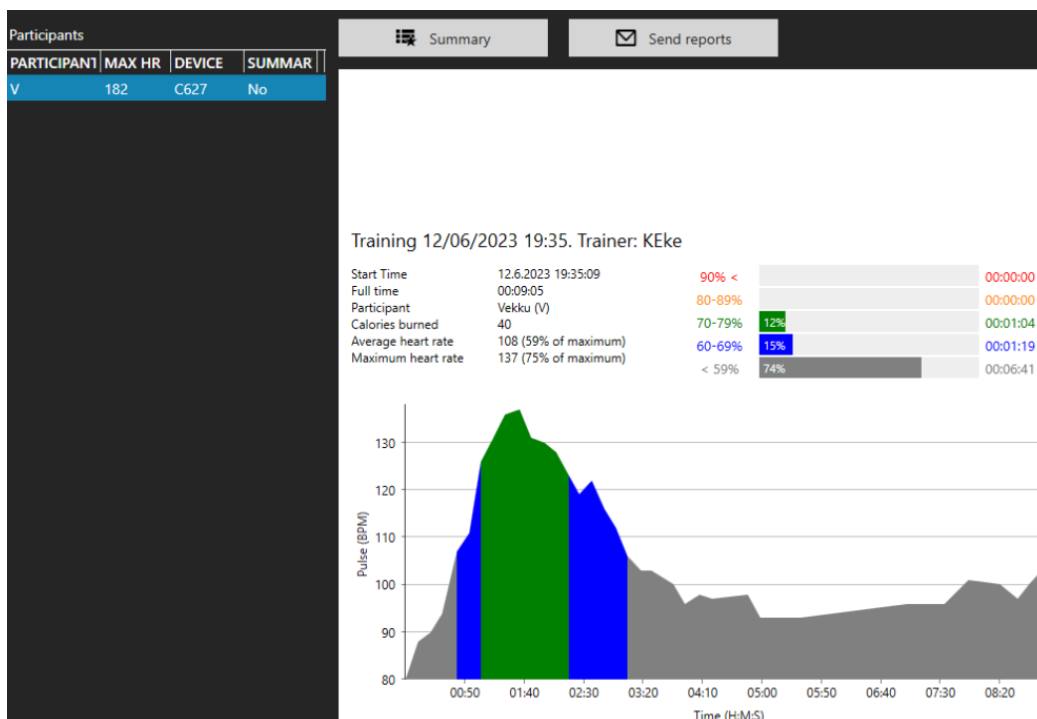 Participants
PARTICIPANT MAX HR DEVICE SUMMAR
V 182 C627 No
Summary
Send reports
Training 12/06/2023 19:35. Trainer: KEke
Start Time 12.6.2023 19:35:09
Full time 00:09:05
Participant Vekku (V)
Calories burned 40
Average heart rate 108 (59% of maximum)
Maximum heart rate 137 (75% of maximum)
90% < 00:00:00
80-89% 00:00:00
70-79% 12% 00:01:04
60-69% 15% 00:01:19
< 59% 74% 00:06:41
Pulse (BPM)
130
120
110
100
90
80
00:50 01:40 02:30 03:20 04:10 05:00 05:50 06:40 07:30 08:20
Time (H:M:S)